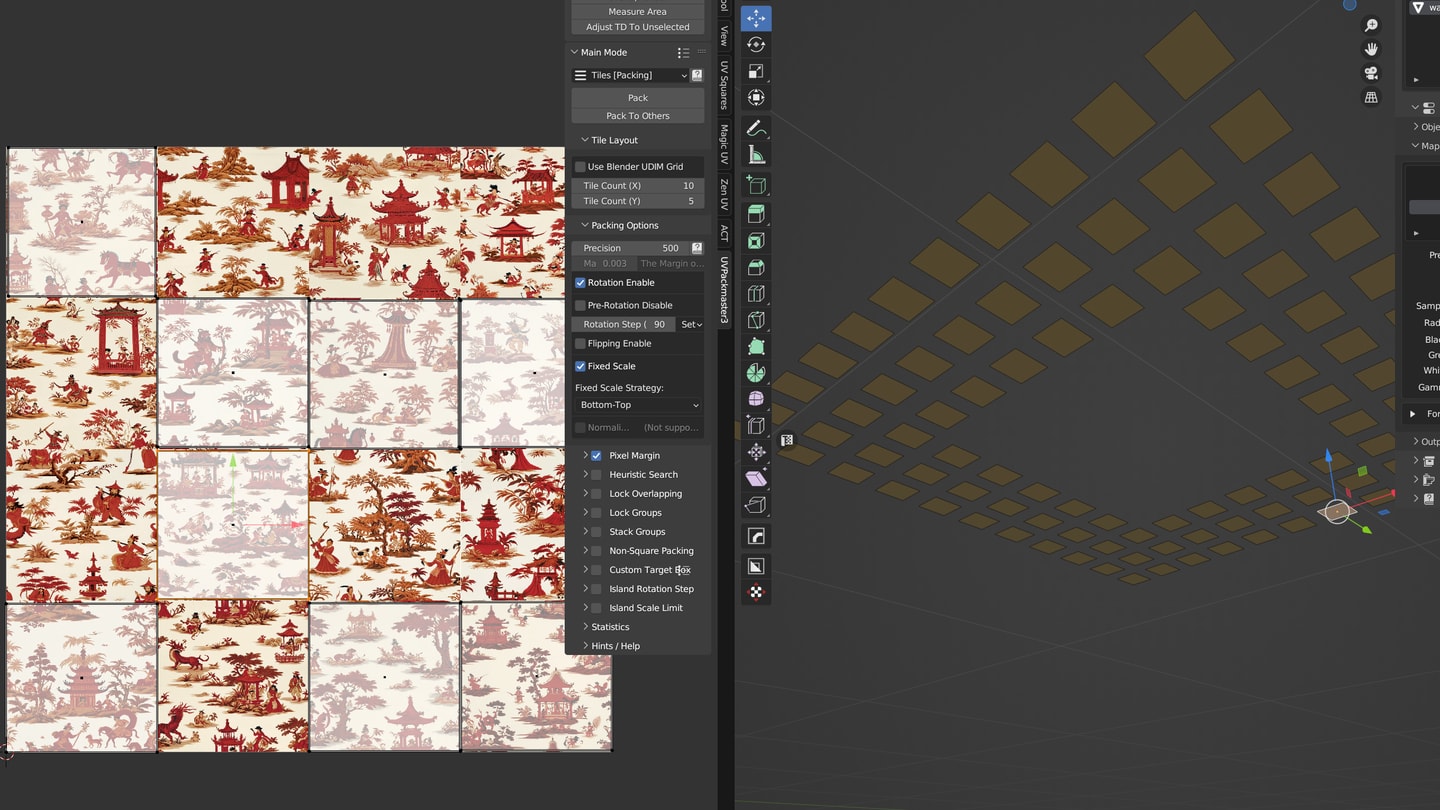 Measure Area
Adjust TD To Unselected
Main Mode
Tiles [Packing]
Pack
Pack To Others
Tile Layout
Use Blender UDIM Grid
Tile Count (X) 10
Tile Count (Y) 5
Packing Options
Precision 500
Ma 0.003 The Margin o...
Rotation Enable
Pre-Rotation Disable
Rotation Step ( 90 Set
Flipping Enable
Fixed Scale
Fixed Scale Strategy:
Bottom-Top
Normali... (Not suppo...
Pixel Margin
Heuristic Search
Lock Overlapping
Lock Groups
Stack Groups
Non-Square Packing
Custom Target Box
Island Rotation Step
Island Scale Limit
Statistics
Hints / Help
ool
View
UV Squares
Magic UV
Zen UV
ACT
UVPackmaster3
wa
Obje
Map
Pre
Samp
Rad
Bla
Gre
Whi
Gam
For
Outp